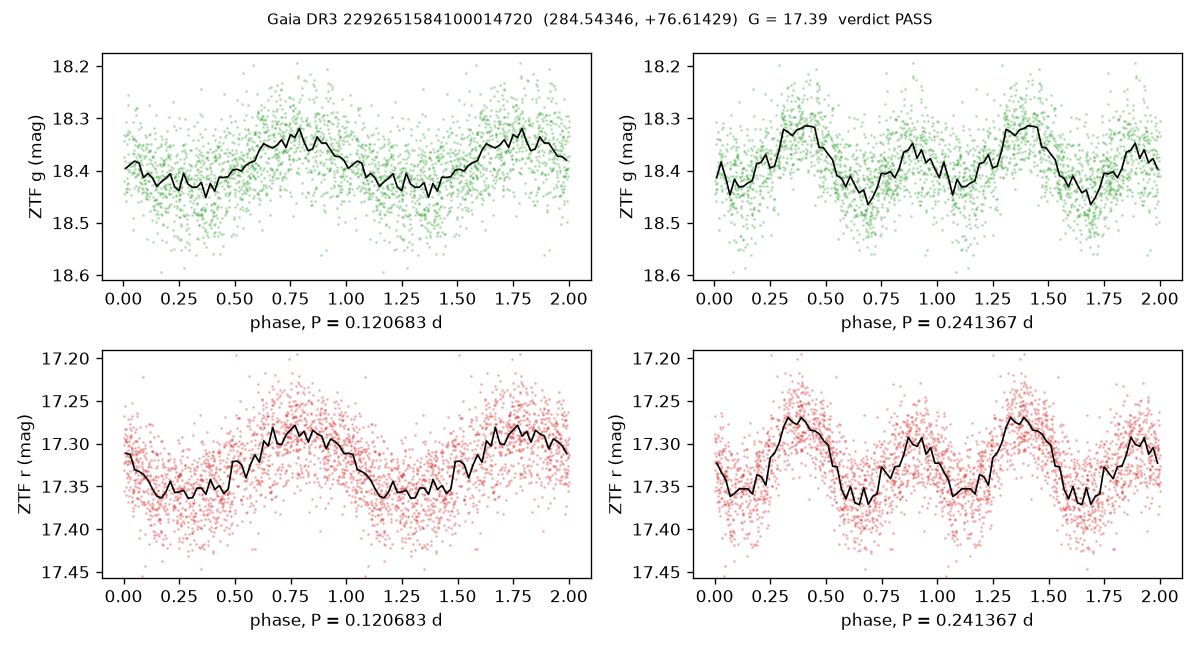 Gaia DR3 2292651584100014720 (284.54346, +76.61429) G = 17.39 verdict PASS
18.2
18.3
18.4
18.5
18.6
ZTF g (mag)
0.00 0.25 0.50 0.75 1.00 1.25 1.50 1.75 2.00
phase, P = 0.120683 d
18.2
18.3
18.4
18.5
18.6
ZTF g (mag)
0.00 0.25 0.50 0.75 1.00 1.25 1.50 1.75 2.00
phase, P = 0.241367 d
17.20
17.25
17.30
17.35
17.40
17.45
ZTF r (mag)
0.00 0.25 0.50 0.75 1.00 1.25 1.50 1.75 2.00
phase, P = 0.120683 d
17.20
17.25
17.30
17.35
17.40
17.45
ZTF r (mag)
0.00 0.25 0.50 0.75 1.00 1.25 1.50 1.75 2.00
phase, P = 0.241367 d